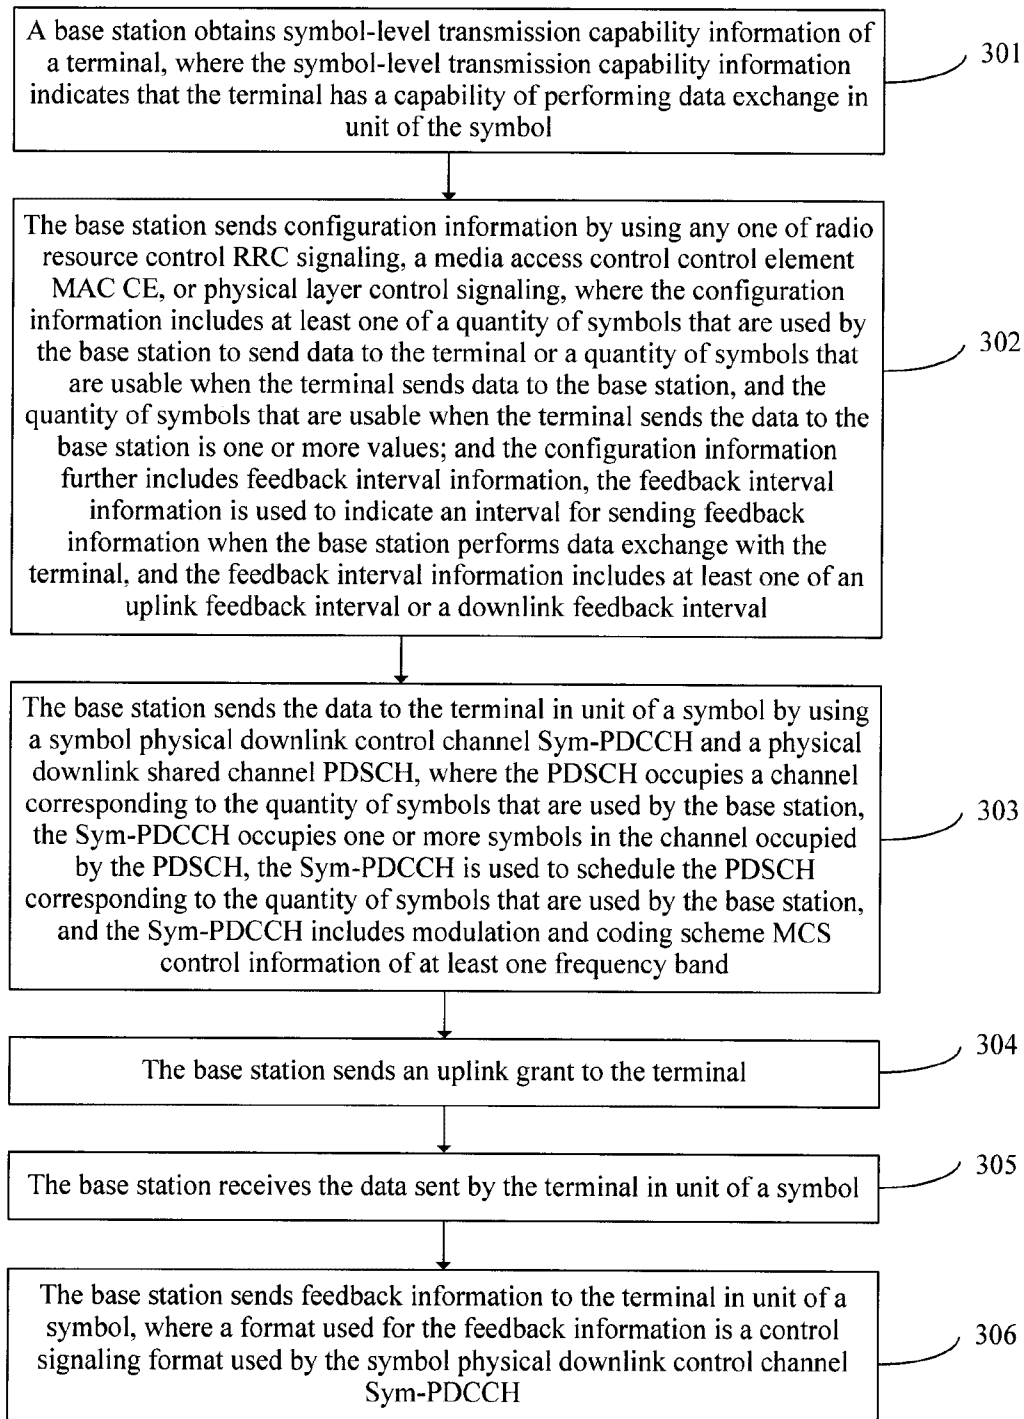 A base station obtains symbol-level transmission capability information of
a terminal, where the symbol-level transmission capability information
indicates that the terminal has a capability of performing data exchange in
unit of the symbol
301
The base station sends configuration information by using any one of radio
resource control RRC signaling, a media access control control element
MAC CE, or physical layer control signaling, where the configuration
information includes at least one of a quantity of symbols that are used by
the base station to send data to the terminal or a quantity of symbols that
are usable when the terminal sends data to the base station, and the
quantity of symbols that are usable when the terminal sends the data to the
base station is one or more values; and the configuration information
further includes feedback interval information, the feedback interval
information is used to indicate an interval for sending feedback
information when the base station performs data exchange with the
terminal, and the feedback interval information includes at least one of an
uplink feedback interval or a downlink feedback interval
302
The base station sends the data to the terminal in unit of a symbol by using
a symbol physical downlink control channel Sym-PDCCH and a physical
downlink shared channel PDSCH, where the PDSCH occupies a channel
corresponding to the quantity of symbols that are used by the base station,
the Sym-PDCCH occupies one or more symbols in the channel occupied
by the PDSCH, the Sym-PDCCH is used to schedule the PDSCH
corresponding to the quantity of symbols that are used by the base station,
and the Sym-PDCCH includes modulation and coding scheme MCS
control information of at least one frequency band
303
The base station sends an uplink grant to the terminal
304
The base station receives the data sent by the terminal in unit of a symbol
305
The base station sends feedback information to the terminal in unit of a
symbol, where a format used for the feedback information is a control
signaling format used by the symbol physical downlink control channel
Sym-PDCCH
306